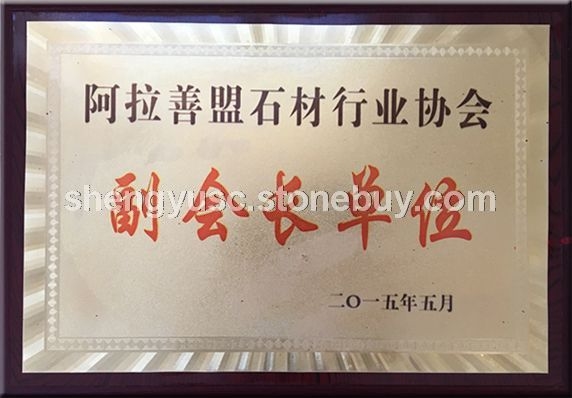 阿拉善盟石材行业协会
副会长单位
shengyusc.stonebuy.com
二〇一五年五月